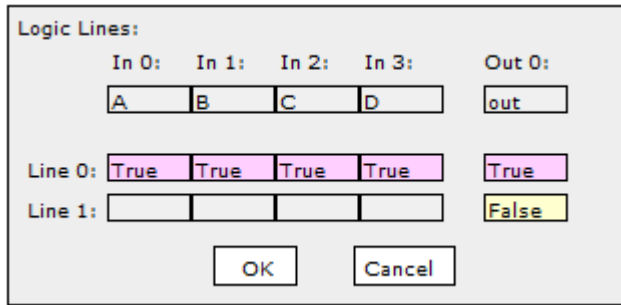 Logic Lines:
In 0: In 1: In 2: In 3: Out 0:
A B C D out
Line 0: True True True True True
Line 1: False
OK Cancel